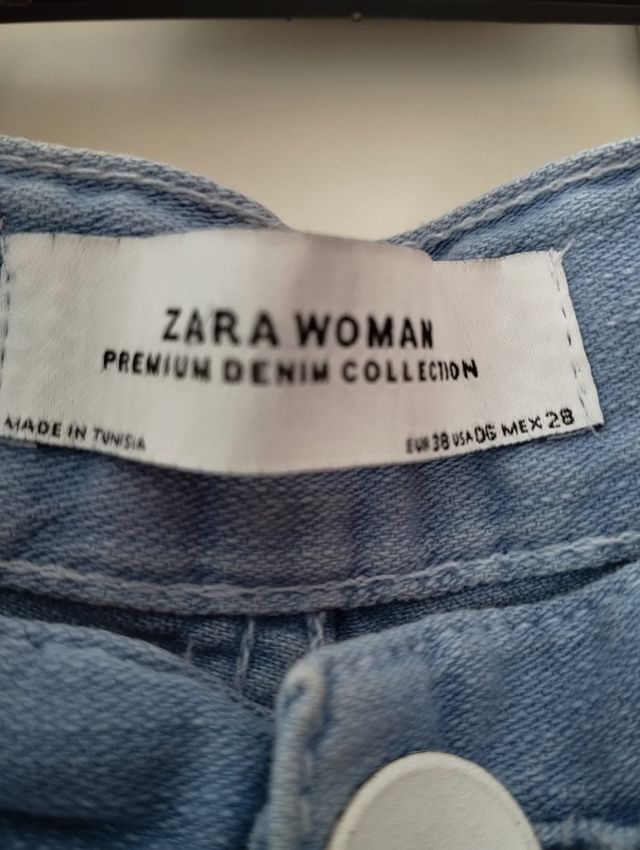 ZARA WOMAN
PREMIUM DENIM COLLECTION
MADE IN TUNISIA
EUR 38 USA 06 MEX 28